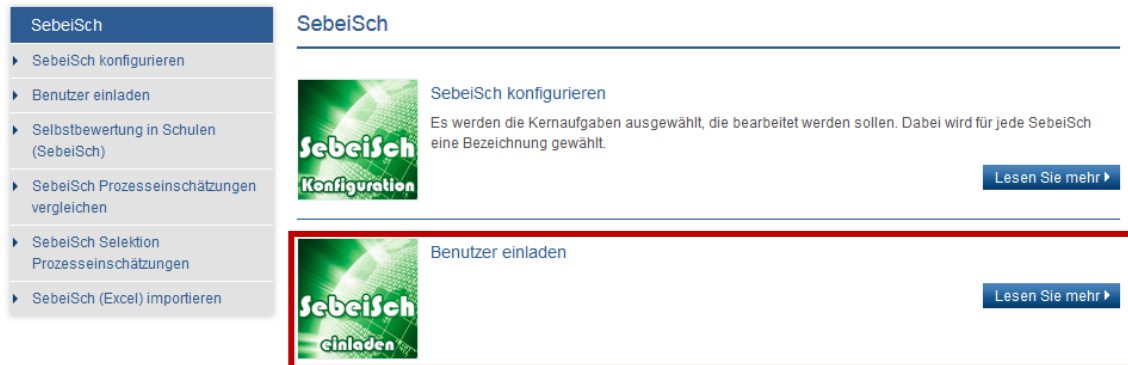 SebeiSch
SebeiSch konfigurieren
Benutzer einladen
Selbstbewertung in Schulen
(SebeiSch)
SebeiSch Prozesseinschätzungen
vergleichen
SebeiSch Selektion
Prozesseinschätzungen
SebeiSch (Excel) importieren
SebeiSch
SebeiSch
Konfiguration
SebeiSch konfigurieren
Es werden die Kernaufgaben ausgewählt, die bearbeitet werden sollen. Dabei wird für jede SebeiSch
eine Bezeichnung gewählt.
Lesen Sie mehr
SebeiSch
einladen
Benutzer einladen
Lesen Sie mehr